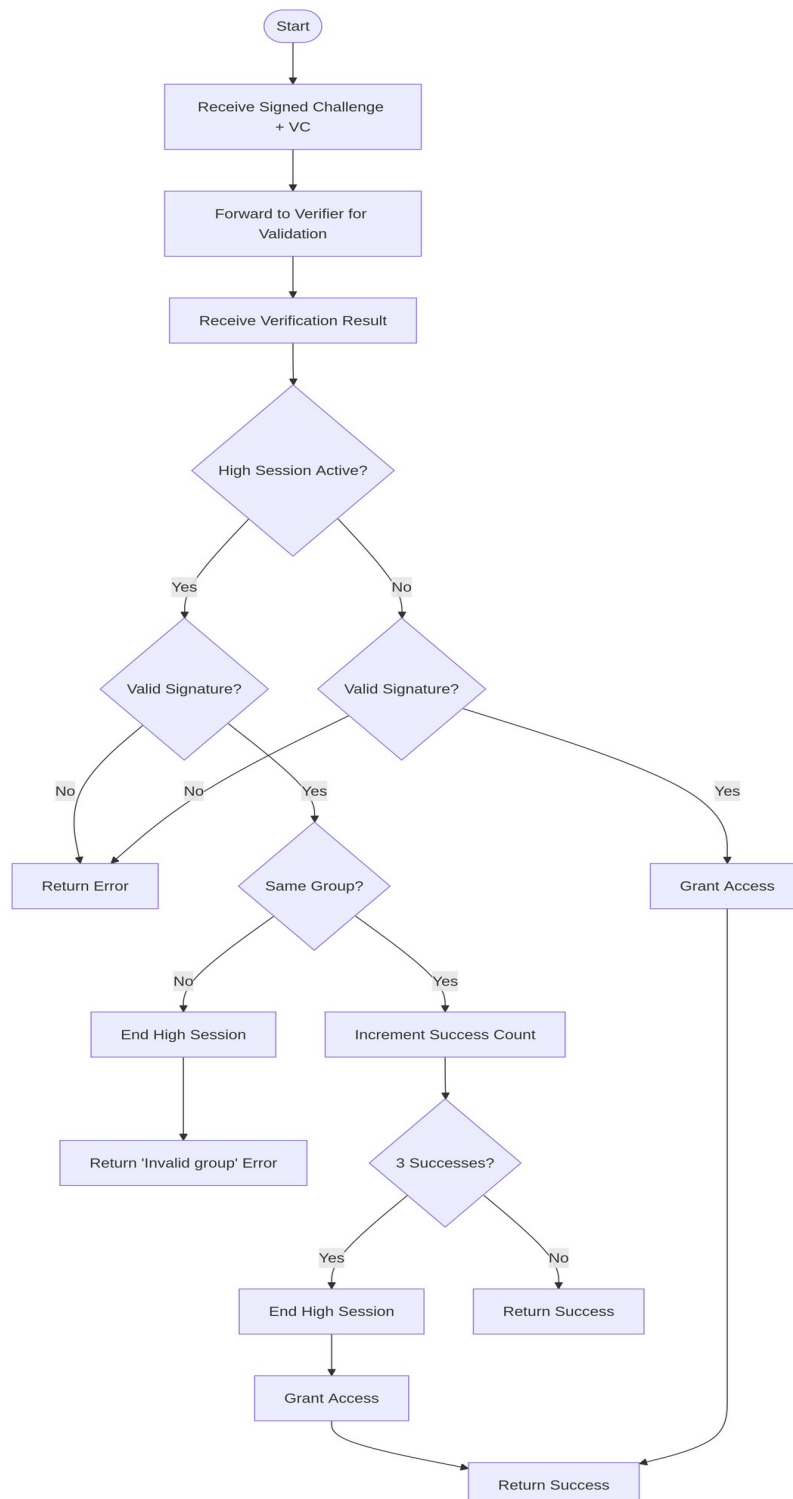 Start
Receive Signed Challenge
+ VC
Forward to Verifier for
Validation
Receive Verification Result
High Session Active?
Yes
No
Valid Signature?
Valid Signature?
No
No
Yes
Yes
Return Error
Same Group?
Grant Access
No
Yes
End High Session
Increment Success Count
Return 'Invalid group' Error
3 Successes?
Yes
No
End High Session
Return Success
Grant Access
Return Success